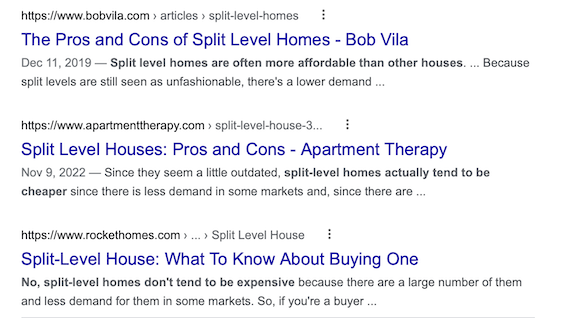 https://www.bobvila.com › articles › split-level-homes
The Pros and Cons of Split Level Homes - Bob Vila
Dec 11, 2019 — Split level homes are often more affordable than other houses. ... Because
split levels are still seen as unfashionable, there's a lower demand ...
https://www.apartmenttherapy.com › split-level-house-3...
Split Level Houses: Pros and Cons - Apartment Therapy
Nov 9, 2022 — Since they seem a little outdated, split-level homes actually tend to be
cheaper since there is less demand in some markets and, since there are ...
https://www.rockethomes.com › ... › Split Level House
Split-Level House: What To Know About Buying One
No, split-level homes don't tend to be expensive because there are a large number of them
and less demand for them in some markets. So, if you're a buyer ...